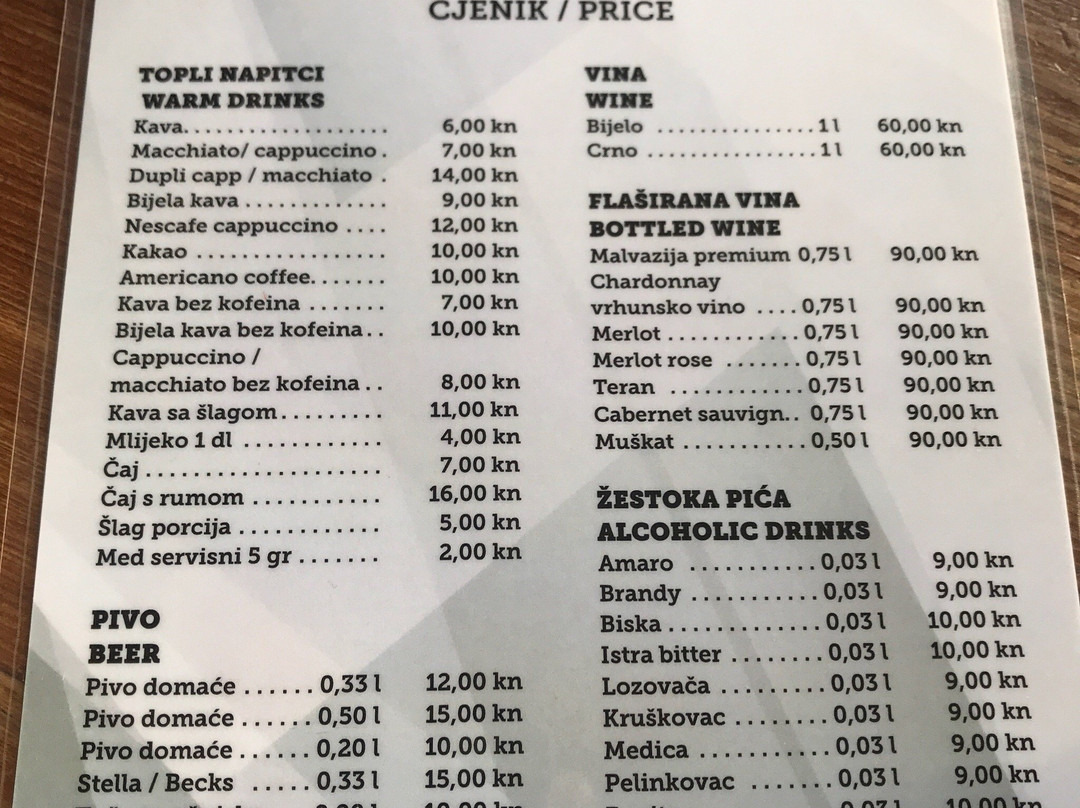 CJENIK / PRICE
TOPLI NAPITCI
WARM DRINKS
Kava.................. 6,00 kn
Macchiato/ cappuccino . 7,00 kn
Dupli capp / macchiato . 14,00 kn
Bijela kava ............. 9,00 kn
Nescafe cappuccino .... 12,00 kn
Kakao ................. 10,00 kn
Americano coffee....... 10,00 kn
Kava bez kofeina ....... 7,00 kn
Bijela kava bez kofeina.. 10,00 kn
Cappuccino /
macchiato bez kofeina .. 8,00 kn
Kava sa šlagom......... 11,00 kn
Mlijeko 1 dl ............ 4,00 kn
Čaj .................... 7,00 kn
Čaj s rumom ........... 16,00 kn
Šlag porcija ............ 5,00 kn
Med servisni 5 gr ....... 2,00 kn
PIVO
BEER
Pivo domaće ...... 0,33 l 12,00 kn
Pivo domaće ...... 0,50 l 15,00 kn
Pivo domaće ...... 0,20 l 10,00 kn
Stella / Becks ...... 0,33 l 15,00 kn
VINA
WINE
Bijelo .............. 1 l 60,00 kn
Crno ............... 1 l 60,00 kn
FLAŠIRANA VINA
BOTTLED WINE
Malvazija premium 0,75 l 90,00 kn
Chardonnay
vrhunsko vino .... 0,75 l 90,00 kn
Merlot ............ 0,75 l 90,00 kn
Merlot rose ....... 0,75 l 90,00 kn
Teran ............ 0,75 l 90,00 kn
Cabernet sauvign.. 0,75 l 90,00 kn
Muškat ........... 0,50 l 90,00 kn
ŽESTOKA PIĆA
ALCOHOLIC DRINKS
Amaro ........... 0,03 l 9,00 kn
Brandy ........... 0,03 l 9,00 kn
Biska ............. 0,03 l 10,00 kn
Istra bitter ........ 0,03 l 10,00 kn
Lozovača ......... 0,03 l 9,00 kn
Kruškovac ........ 0,03 l 9,00 kn
Medica ........... 0,03 l 9,00 kn
Pelinkovac ....... 0,03 l 9,00 kn